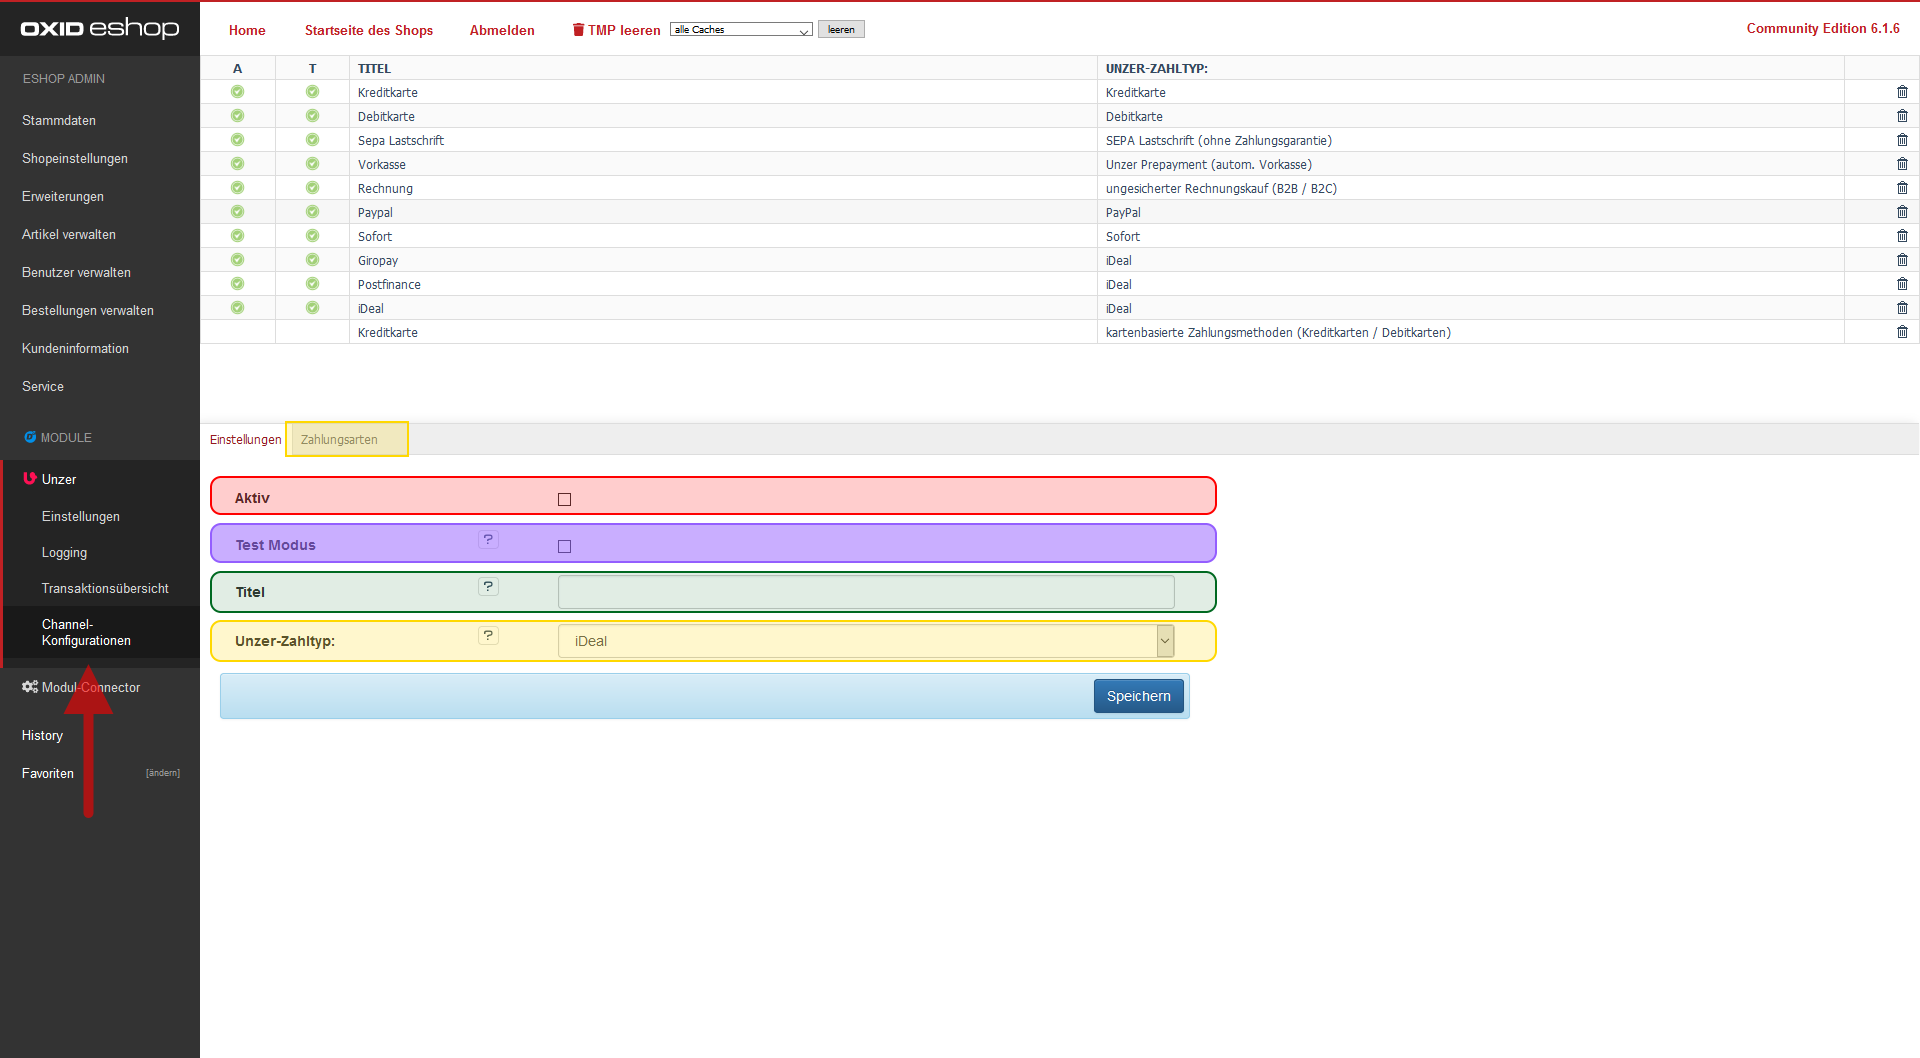 OXID eshop
Home Startseite des Shops Abmelden TMP leeren alle Caches leeren Community Edition 6.1.6
ESHOP ADMIN
Stammdaten
Shopeinstellungen
Erweiterungen
Artikel verwalten
Benutzer verwalten
Bestellungen verwalten
Kundeninformation
Service
MODULE
Unzer
Einstellungen
Logging
Transaktionsübersicht
Channel-
Konfigurationen
Modul-Connector
History
Favoriten [ändern]
A T TITEL UNZER-ZAHLTYP:
Kreditkarte Kreditkarte
Debitkarte Debitkarte
Sepa Lastschrift SEPA Lastschrift (ohne Zahlungsgarantie)
Vorkasse Unzer Prepayment (autom. Vorkasse)
Rechnung ungesicherter Rechnungskauf (B2B / B2C)
Paypal PayPal
Sofort Sofort
Giropay iDeal
Postfinance iDeal
iDeal iDeal
Kreditkarte kartenbasierte Zahlungsmethoden (Kreditkarten / Debitkarten)
Einstellungen Zahlungsarten
Aktiv
Test Modus ?
Titel ?
Unzer-Zahltyp: ? iDeal
Speichern